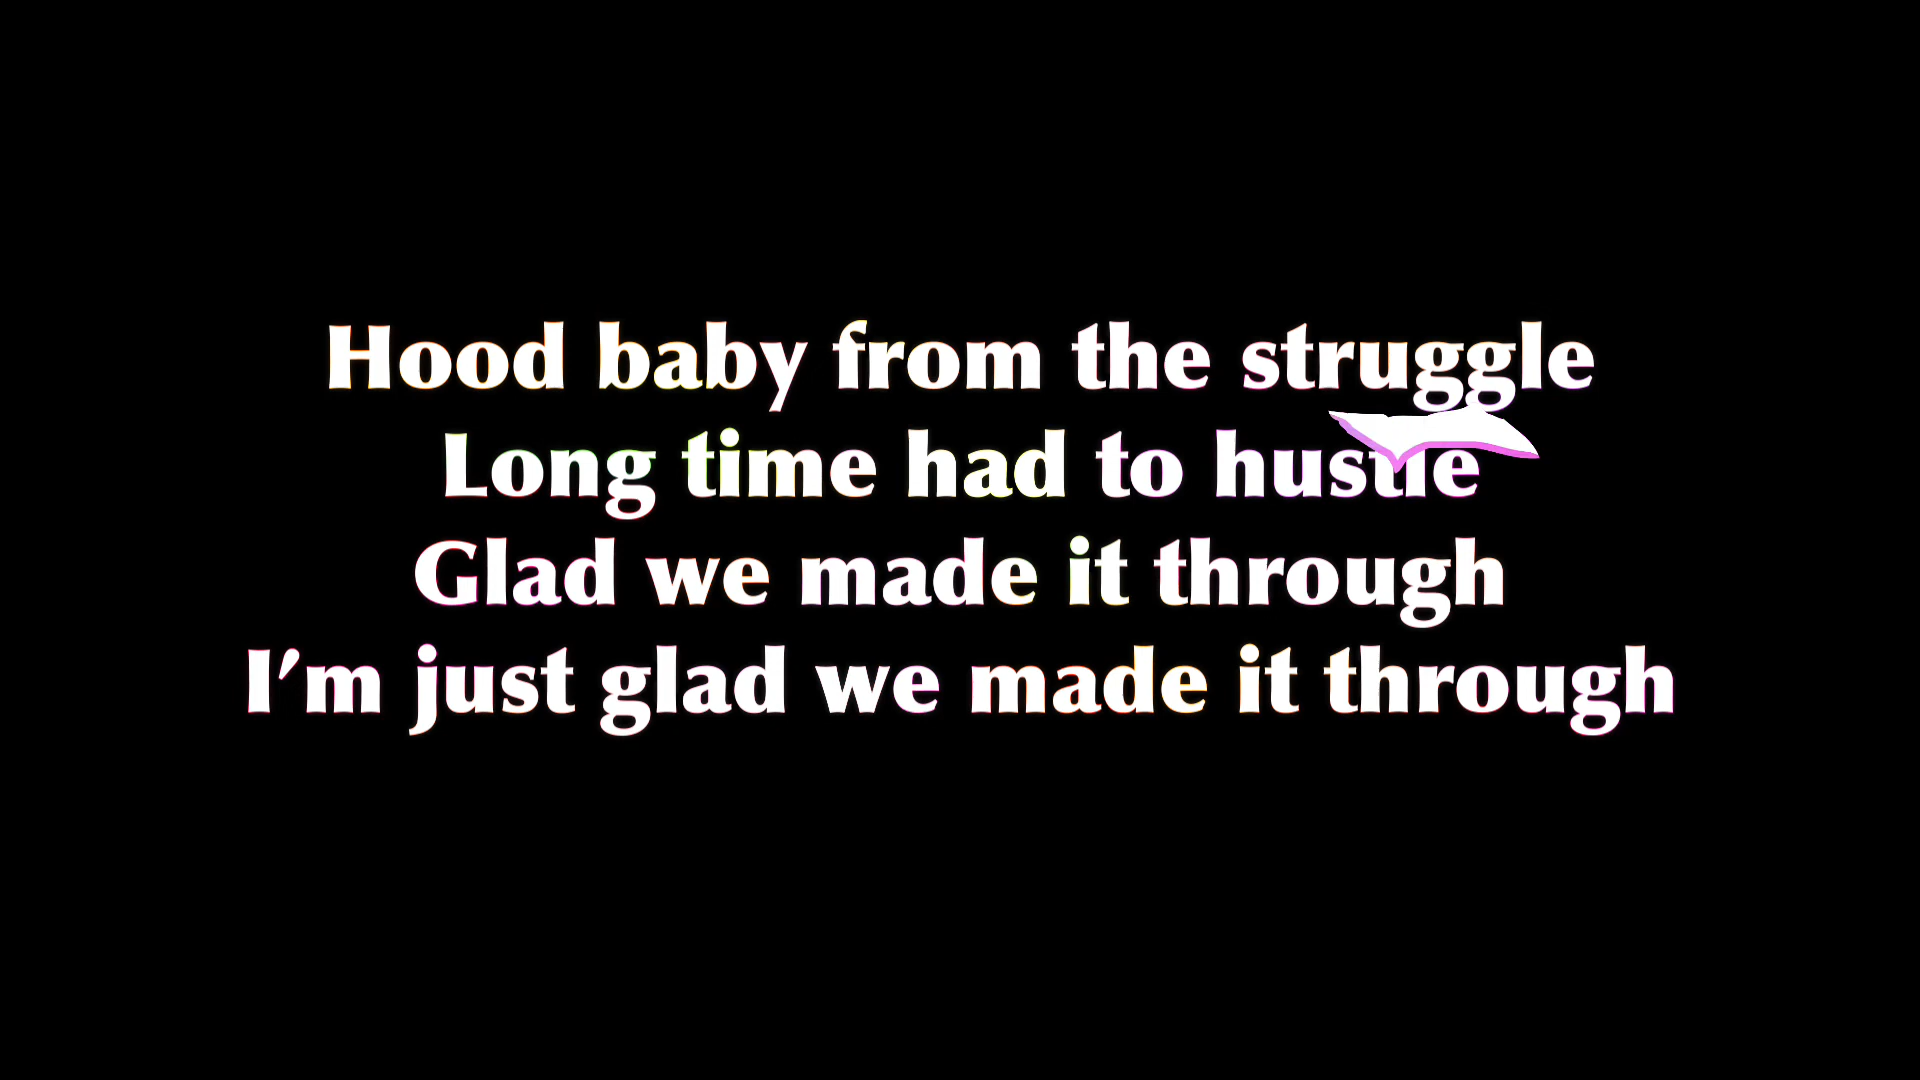 Hood baby from the struggle
Long time had to hustle
Glad we made it through
I’m just glad we made it through